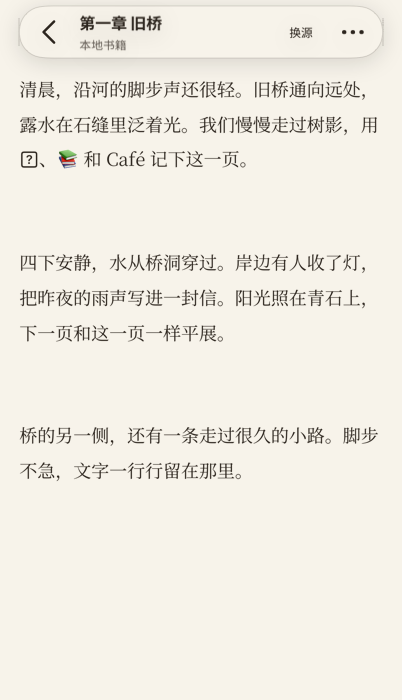 第一章 旧桥
本地书籍
换源
清晨，沿河的脚步声还很轻。旧桥通向远处，
露水在石缝里泛着光。我们慢慢走过树影，用
、📚 和 Café 记下这一页。
四下安静，水从桥洞穿过。岸边有人收了灯，
把昨夜的雨声写进一封信。阳光照在青石上，
下一页和这一页一样平展。
桥的另一侧，还有一条走过很久的小路。脚步
不急，文字一行行留在那里。